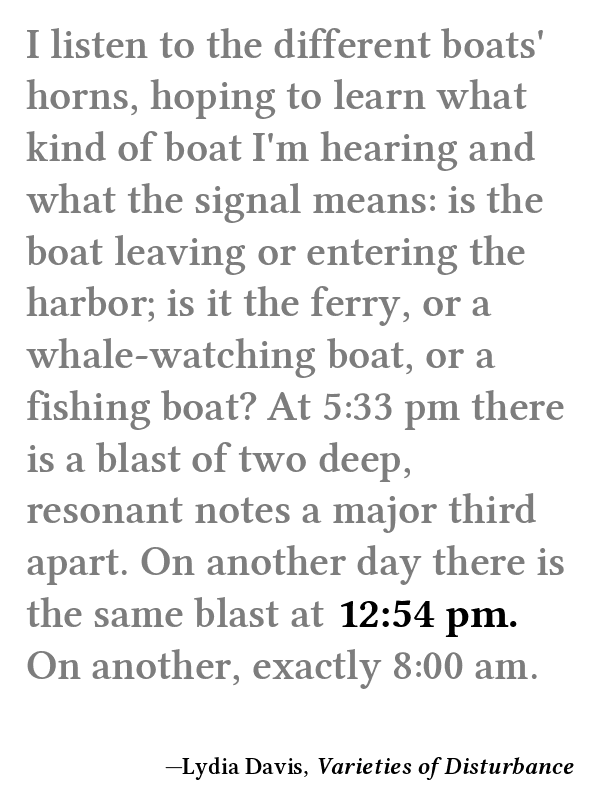 I listen to the different boats'
horns, hoping to learn what
kind of boat I'm hearing and
what the signal means: is the
boat leaving or entering the
harbor; is it the ferry, or a
whale-watching boat, or a
fishing boat? At 5:33 pm there
is a blast of two deep,
resonant notes a major third
apart. On another day there is
the same blast at 12:54 pm.
On another, exactly 8:00 am.
—Lydia Davis, Varieties of Disturbance